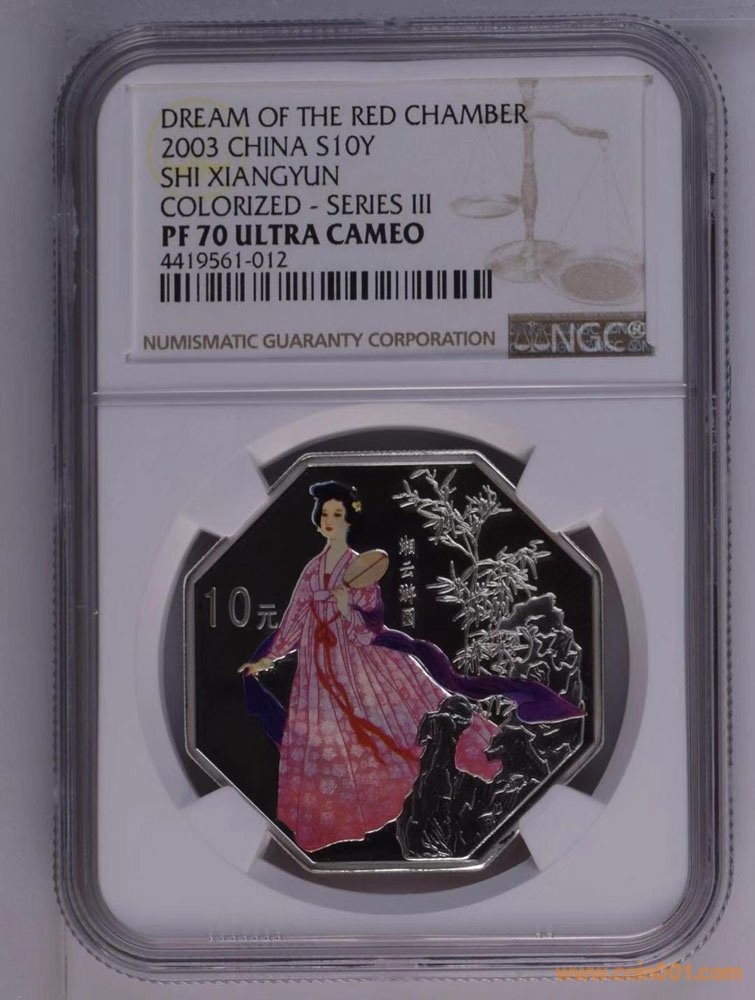 DREAM OF THE RED CHAMBER
2003 CHINA S10Y
SHI XIANGYUN
COLORIZED - SERIES III
PF 70 ULTRA CAMEO
4419561-012
NUMISMATIC GUARANTY CORPORATION
NGC
10元
湘云游园
www.coin001.com